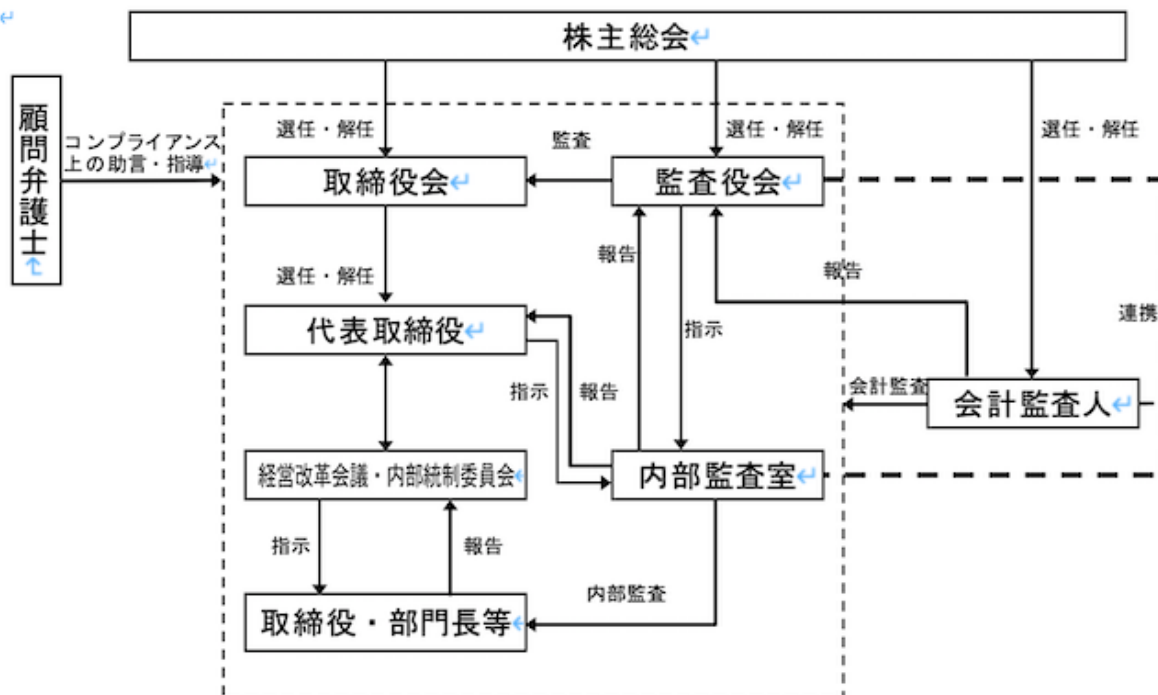 株主総会
顧問弁護士
コンプライアンス
上の助言・指導
選任・解任
監査
選任・解任
選任・解任
取締役会
監査役会
報告
報告
選任・解任
連携
代表取締役
指示
指示
報告
会計監査
会計監査人
経営改革会議・内部統制委員会
内部監査室
指示
報告
内部監査
取締役・部門長等